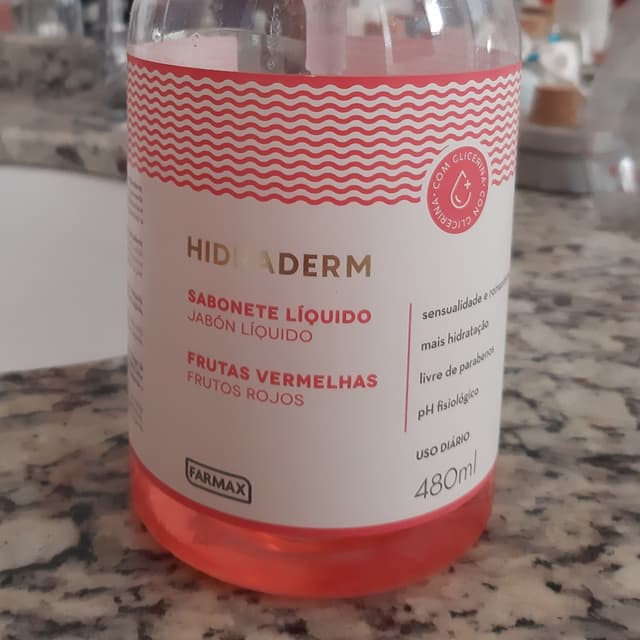 COM GLICERINA • CON GLICERINA •
HIDRADERM
SABONETE LÍQUIDO
JABÓN LÍQUIDO
FRUTAS VERMELHAS
FRUTOS ROJOS
sensualidade e
mais hidratação
livre de parabenos
pH fisiológico
USO DIÁRIO
480ml
FARMAX